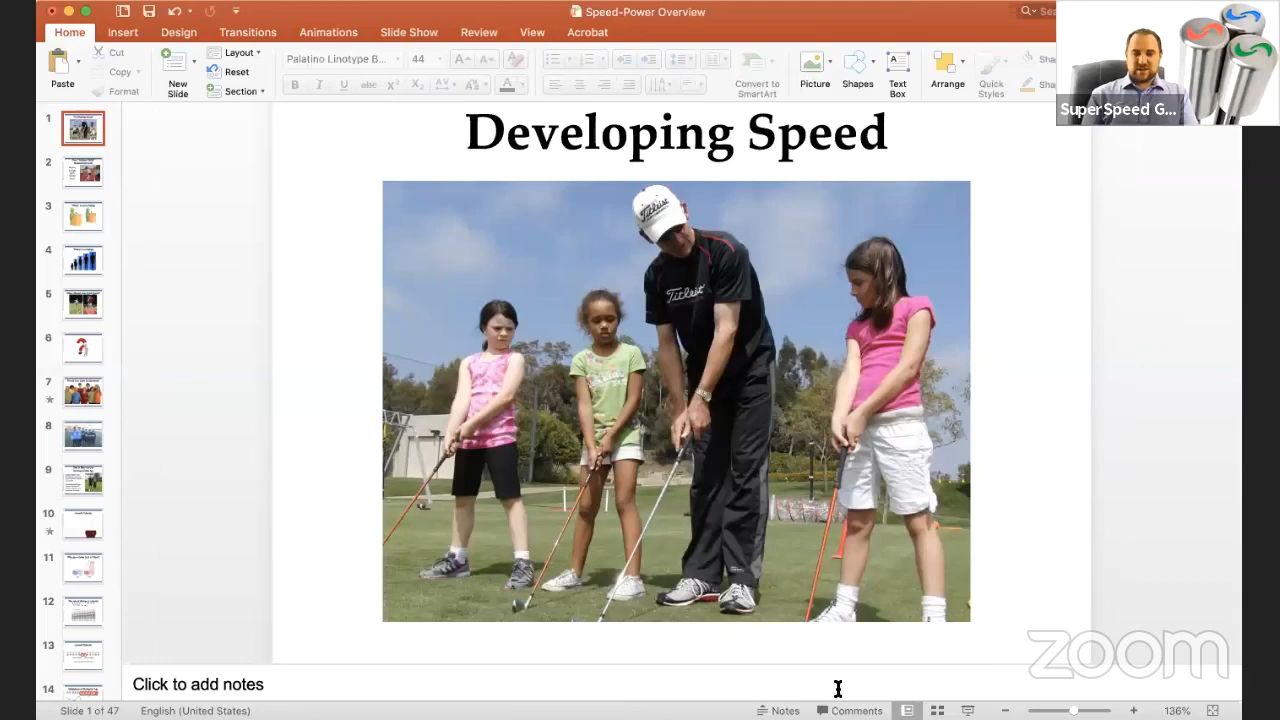 Speed-Power Overview
Home Insert Design Transitions Animations Slide Show Review View Acrobat
Paste
Cut
Copy
Format
New
Slide
Layout
Reset
Section
Palatino Linotype B...
44
Convert to
SmartArt
Picture
Shapes
Text
Box
Arrange
Quick
Styles
SuperSpeed G...
1
2
3
4
5
6
7
8
9
10
11
12
13
14
Developing Speed
Titleist
Titleist
zoom
Click to add notes
Slide 1 of 47 English (United States) Notes Comments 136%